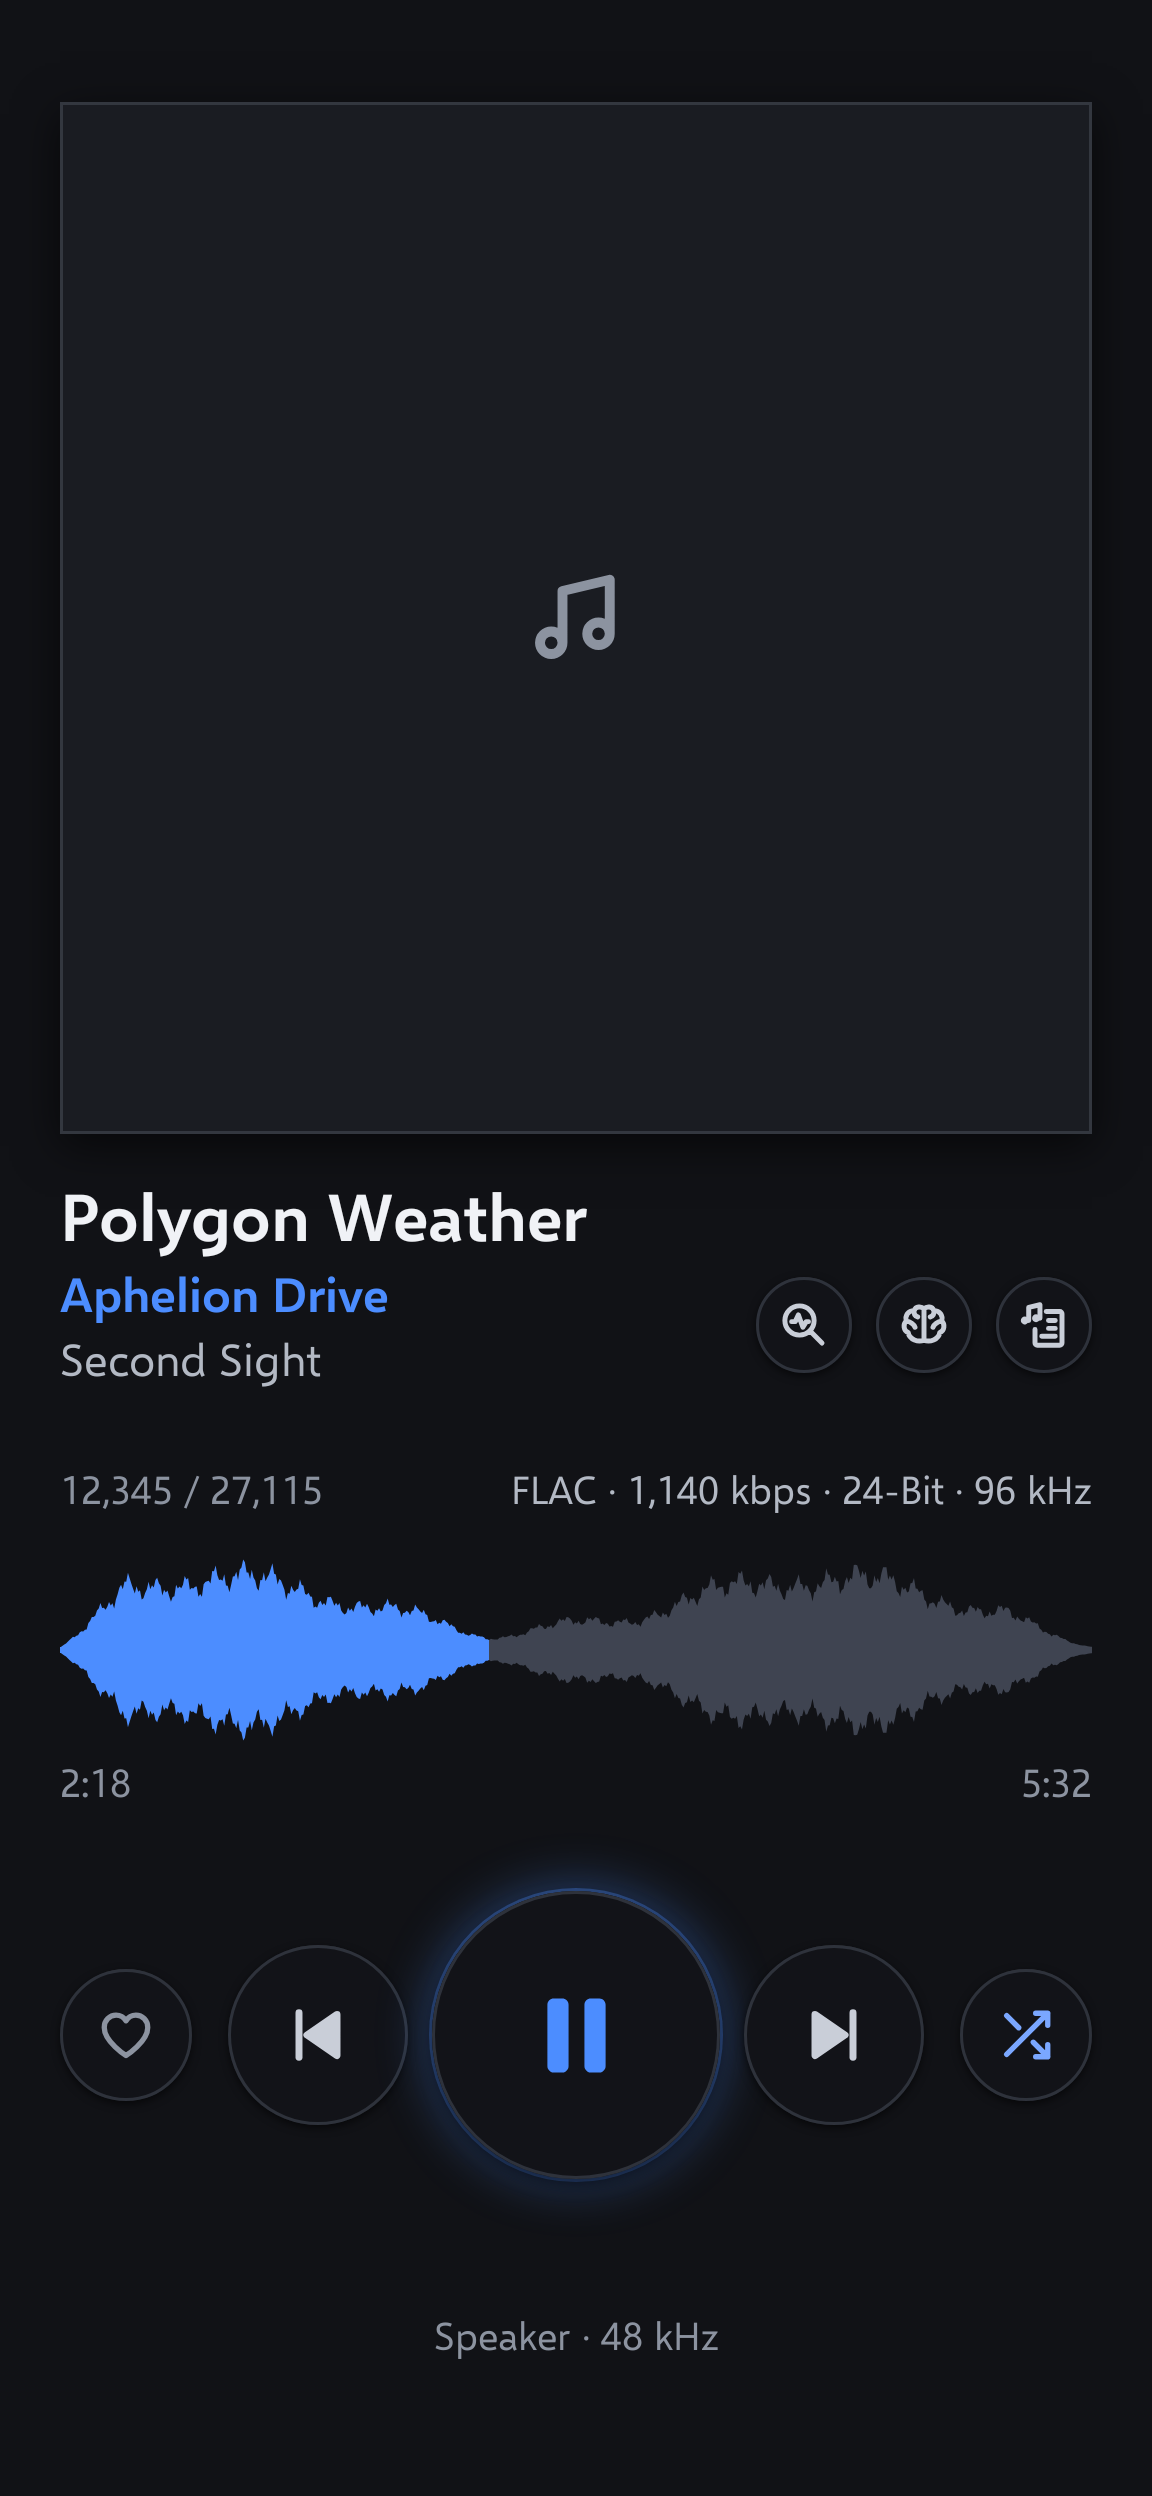 Polygon Weather
Aphelion Drive
Second Sight
12,345 / 27,115
FLAC · 1,140 kbps · 24-Bit · 96 kHz
2:18
5:32
Speaker · 48 kHz